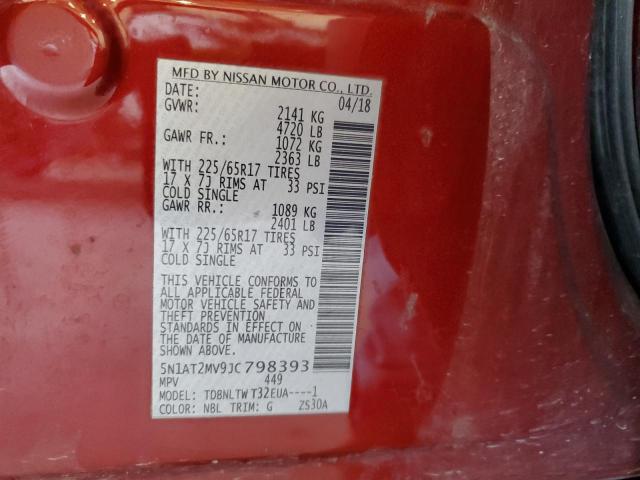 MFD BY NISSAN MOTOR CO., LTD.
DATE: 04/18
GVWR: 2141 KG
4720 LB
GAWR FR.: 1072 KG
2363 LB
WITH 225/65R17 TIRES
17 X 7J RIMS AT 33 PSI
COLD SINGLE
GAWR RR.: 1089 KG
2401 LB
WITH 225/65R17 TIRES
17 X 7J RIMS AT 33 PSI
COLD SINGLE
THIS VEHICLE CONFORMS TO
ALL APPLICABLE FEDERAL
MOTOR VEHICLE SAFETY AND
THEFT PREVENTION
STANDARDS IN EFFECT ON
THE DATE OF MANUFACTURE
SHOWN ABOVE.
5N1AT2MV9JC798393
MPV 449
MODEL: TDBNLTWT32EUA----1
COLOR: NBL TRIM: G ZS30A